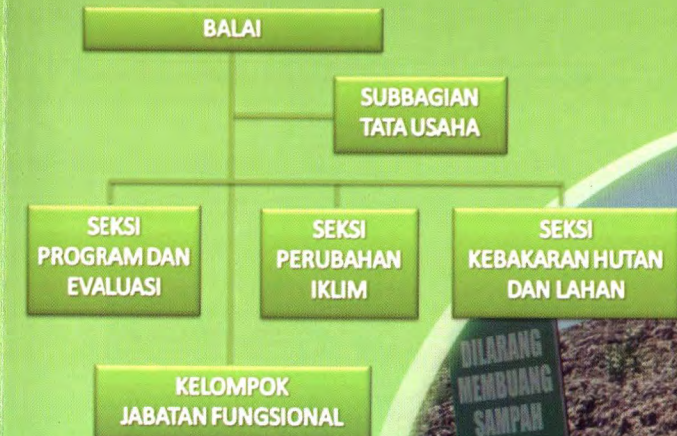 BALAI
SUBBAGIAN
TATA USAHA
SEKSI
PROGRAM DAN
EVALUASI
SEKSI
PERUBAHAN
IKLIM
SEKSI
KEBAKARAN HUTAN
DAN LAHAN
KELOMPOK
JABATAN FUNGSIONAL
DILARANG
MEMBUANG
SAMPAH